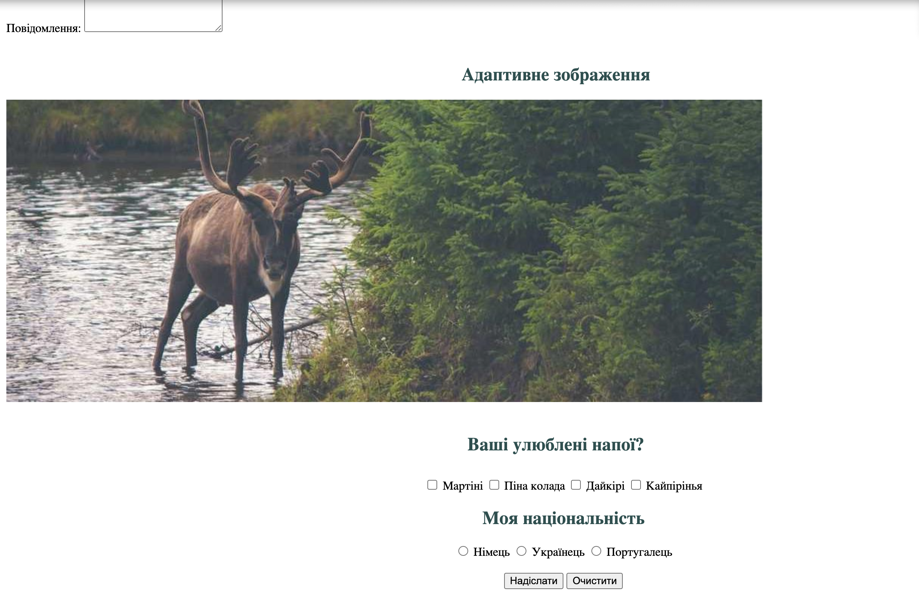 Повідомлення:
Адаптивне зображення
Ваші улюблені напої?
Мартіні Піна колада Дайкірі Кайпірінья
Моя національність
Німець Українець Португалець
Надіслати Очистити